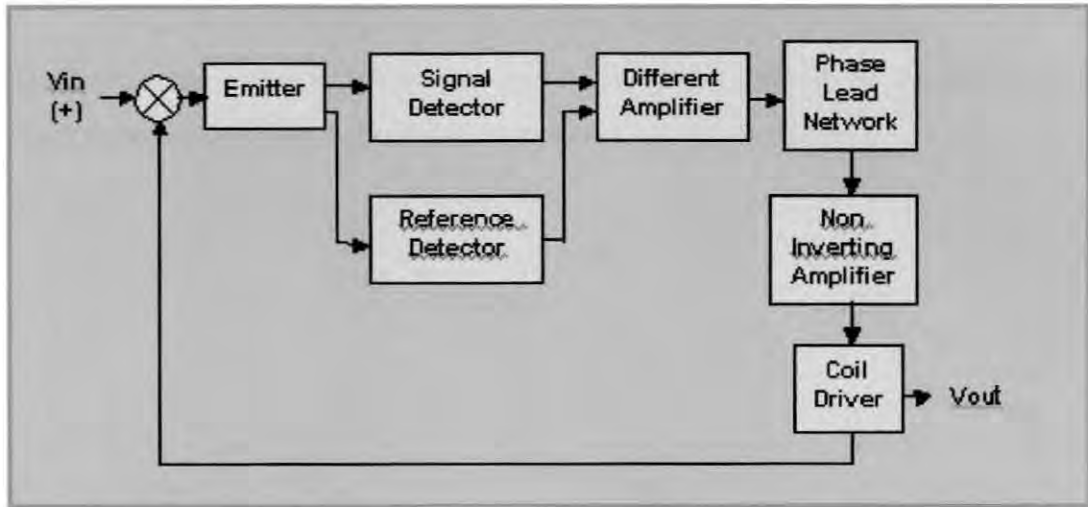 Vin
(+)
Emitter
Signal
Detector
Different
Amplifier
Phase
Lead
Network
Reference
Detector
Non
Inverting
Amplifier
Coil
Driver
Vout